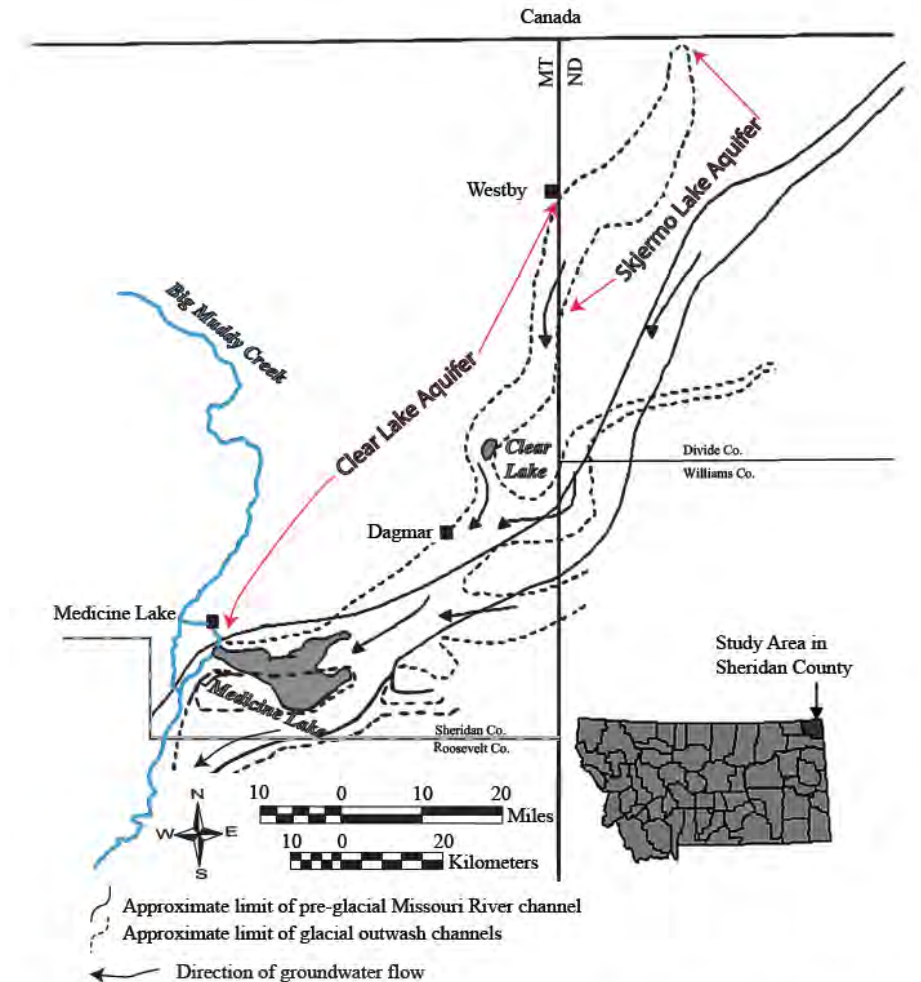 Canada
MT
ND
Westby
Skjermo Lake Aquifer
Big Muddy
Creek
Clear Lake Aquifer
Clear
Lake
Divide Co.
Williams Co.
Dagmar
Medicine Lake
Study Area in
Sheridan County
Medicine Lake
Sheridan Co.
Roosevelt Co.
10 0 10 20
Miles
10 0 20
Kilometers
N
W E
S
Approximate limit of pre-glacial Missouri River channel
Approximate limit of glacial outwash channels
Direction of groundwater flow